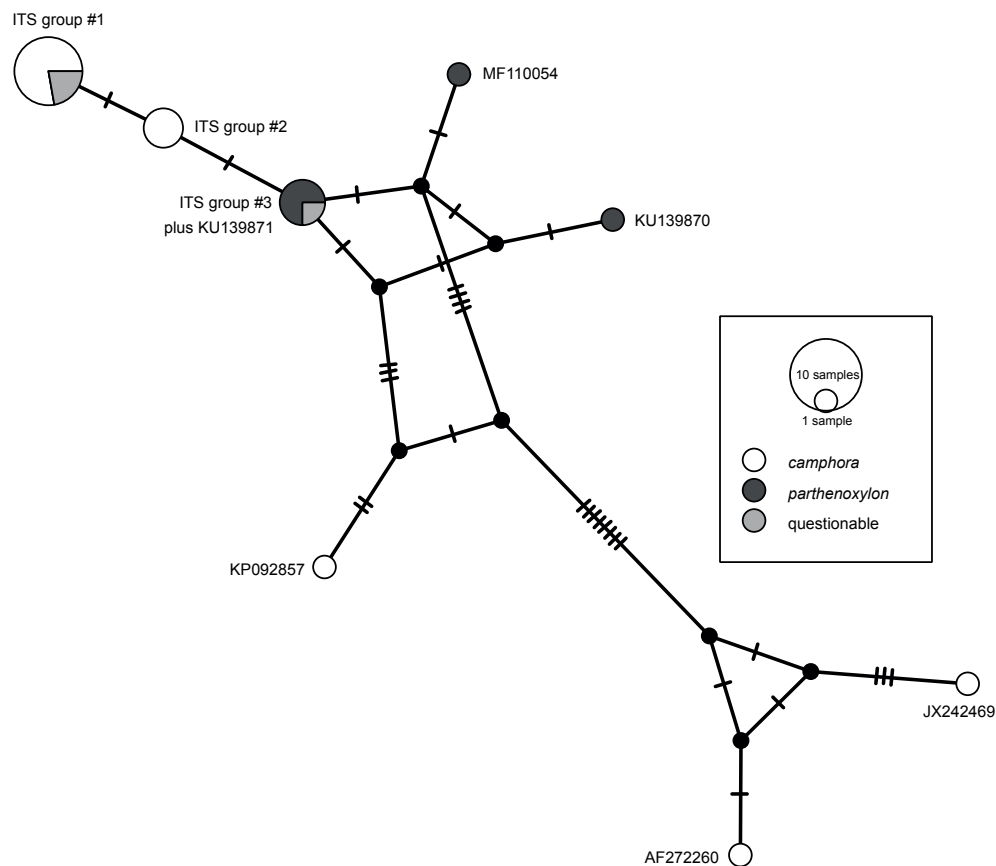 ITS group #1
MF110054
ITS group #2
ITS group #3
plus KU139871
KU139870
10 samples
1 sample
camphora
parthenoxylon
questionable
KP092857
JX242469
AF272260